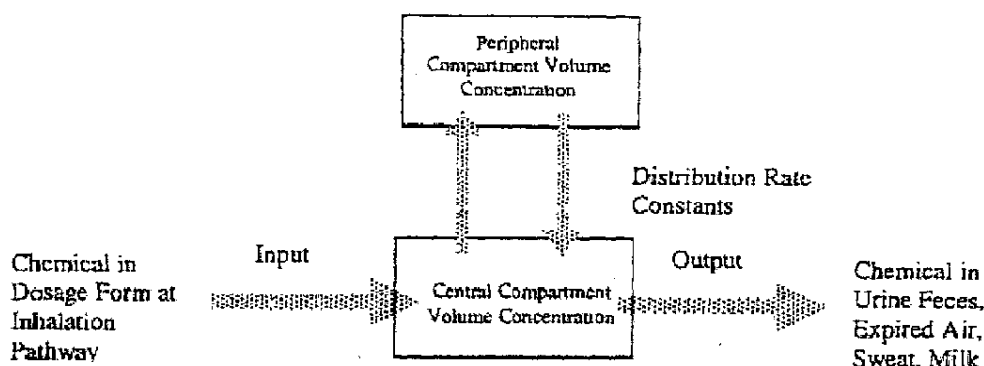 Peripheral
Compartment Volume
Concentration
Distribution Rate
Constants
Input
Output
Chemical in
Dosage Form at
Inhalation
Pathway
Central Compartment
Volume Concentration
Chemical in
Urine Feces,
Expired Air,
Sweat, Milk